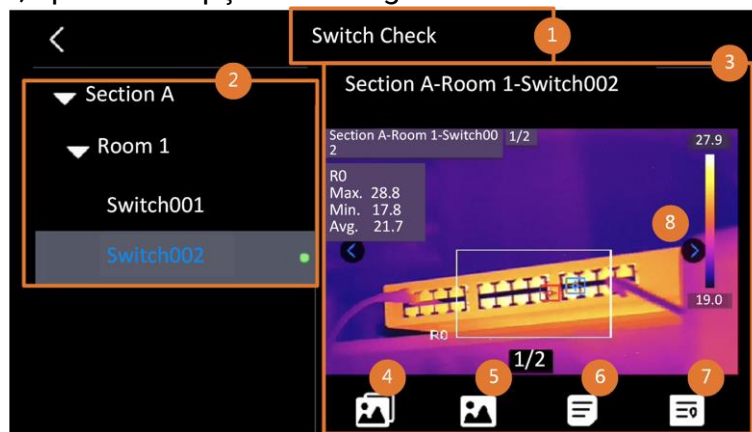 Switch Check
1
2
3
Section A
Room 1
Switch001
Switch002
Section A-Room 1-Switch002
Section A-Room 1-Switch00
2
1/2
27.9
R0
Max. 28.8
Min. 17.8
Avg. 21.7
8
19.0
R0
1/2
4
5
6
7